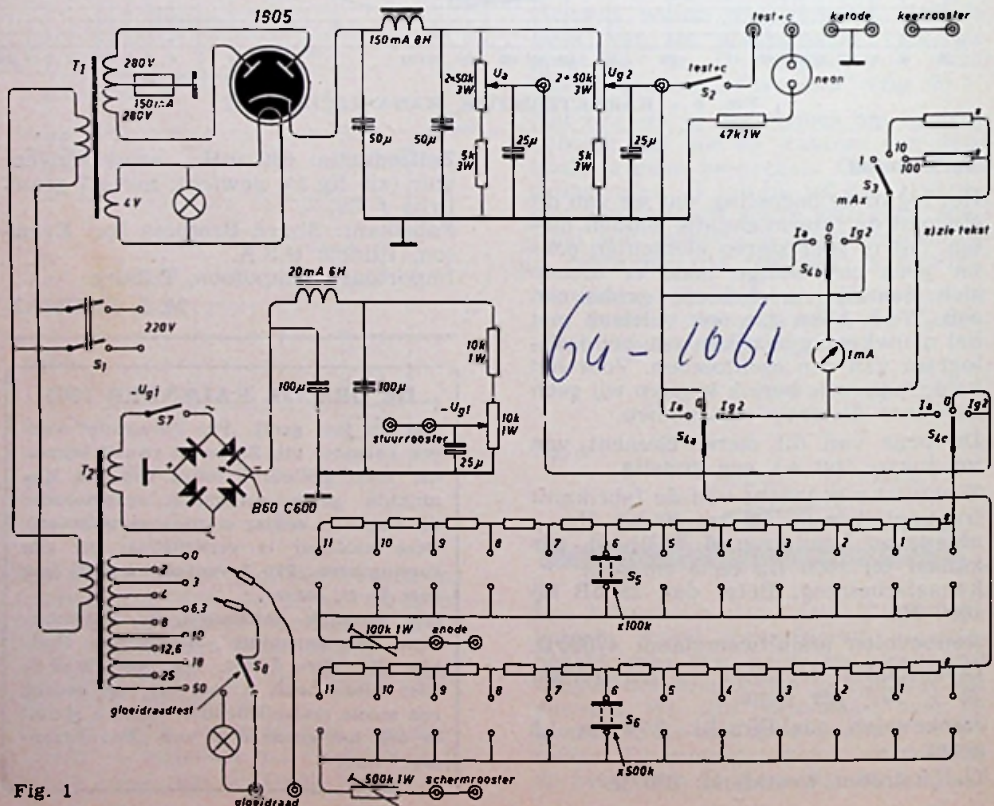 1805
T1
280V
150mA
280V
4V
150mA 8H
50µ
50µ
2×50k
3W
Ua
5k
3W
25µ
2×50k
3W
Ug2
5k
3W
25µ
test+c
S2
test+c
neon
47k 1W
katode
keerrooster
1
10
100
S3
mAx
Ia
0
Ig2
S4b
a) zie tekst
1mA
Ia
0
Ig2
S4a
Ia
0
Ig2
S4c
S1
220V
20mA 6H
100µ
100µ
10k
1W
-Ug1
10k
1W
stuurrooster
25µ
6u-1061
-Ug1
S7
T2
B60 C600
0
2
3
4
6,3
8
10
12,6
18
25
50
S8
gloeidraadtest
gloeidraad
11
10
9
8
7
6
5
4
3
2
1
0
S5
x100k
100k 1W
anode
11
10
9
8
7
6
5
4
3
2
1
0
S6
x500k
500k 1W
schermrooster
Fig. 1